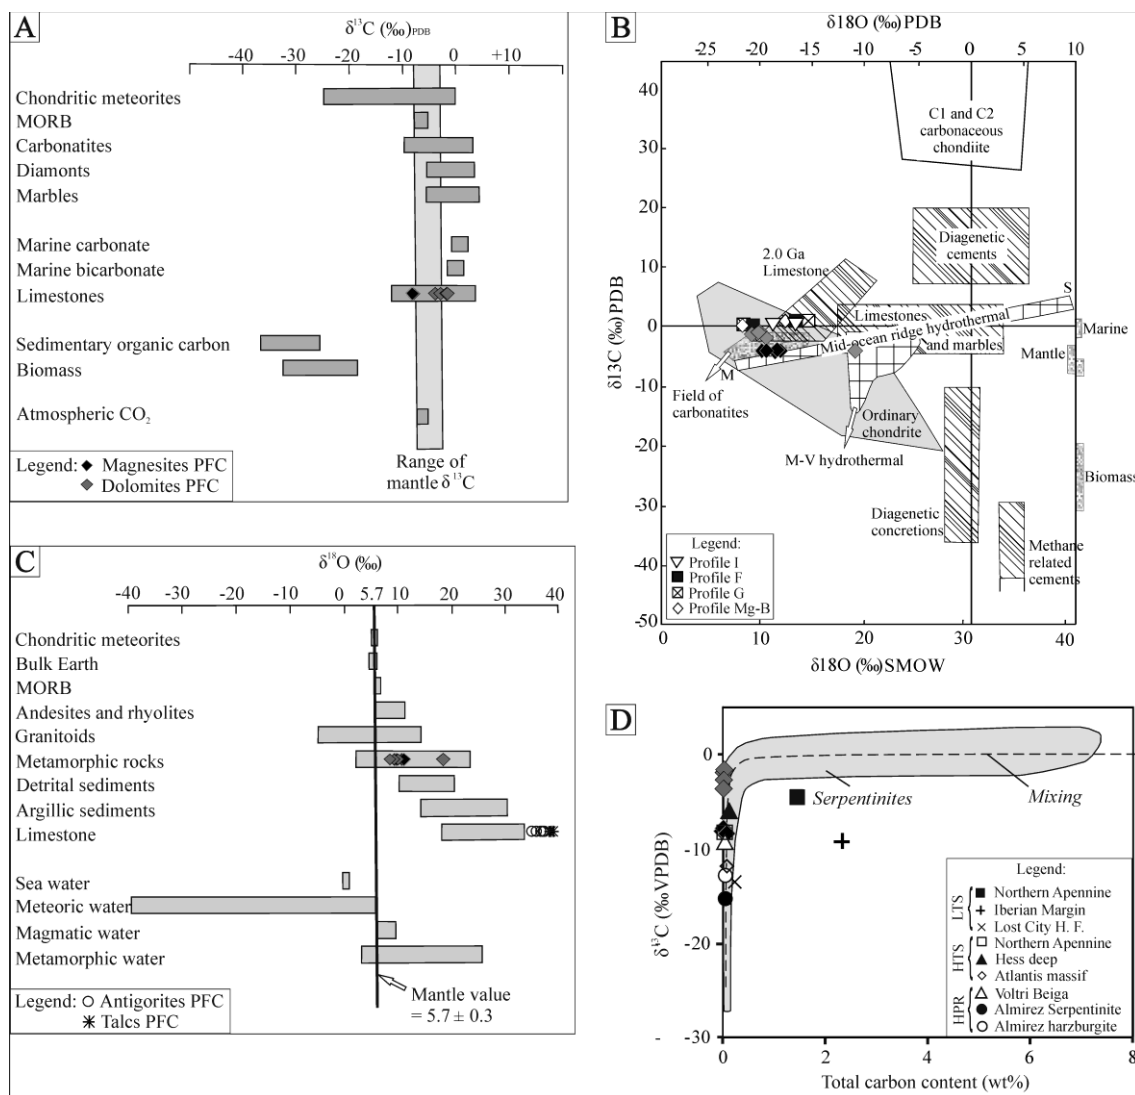 A
δ¹³C (‰)PDB
-30 -20 -10 0 +10
Chondritic meteorites
MORB
Carbonatites
Diamonts
Marbles
Marine carbonate
Marine bicarbonate
Limestones
Sedimentary organic carbon
Biomass
Atmospheric CO₂
Legend: Magnesites PFC
Dolomites PFC
Range of
mantle δ¹³C
B
δ18O (‰)PDB
-25 -20 -15 -10 -5 0 5 10
δ13C (‰)PDB
40
30
20
10
0
-10
-20
-30
-40
-50
C1 and C2
carbonaceous
chondiite
Diagenetic
cements
2.0 Ga
Limestone
S
Limestones
Mid-ocean ridge hydrothermal
and marbles
Marine
Mantle
M
Field of
carbonatites
Ordinary
chondrite
M-V hydrothermal
Biomass
Diagenetic
concretions
Methane
related
cements
Legend:
Profile I
Profile F
Profile G
Profile Mg-B
0 10 20 30 40
δ18O (‰)SMOW
C
δ¹⁸O (‰)
-40 -30 -20 -10 0 5.7 10 20 30 40
Chondritic meteorites
Bulk Earth
MORB
Andesites and rhyolites
Granitoids
Metamorphic rocks
Detrital sediments
Argillic sediments
Limestone
Sea water
Meteoric water
Magmatic water
Metamorphic water
Legend: Antigorites PFC
Talcs PFC
Mantle value
= 5.7 ± 0.3
D
δ¹³C (‰VPDB)
0
-10
-20
-30
-
Serpentinites
Mixing
Legend:
LTS
Northern Apennine
Iberian Margin
Lost City H. F.
HTS
Northern Apennine
Hess deep
Atlantis massif
HPR
Voltri Beiga
Almirez Serpentinite
Almirez harzburgite
0 2 4 6 8
Total carbon content (wt%)